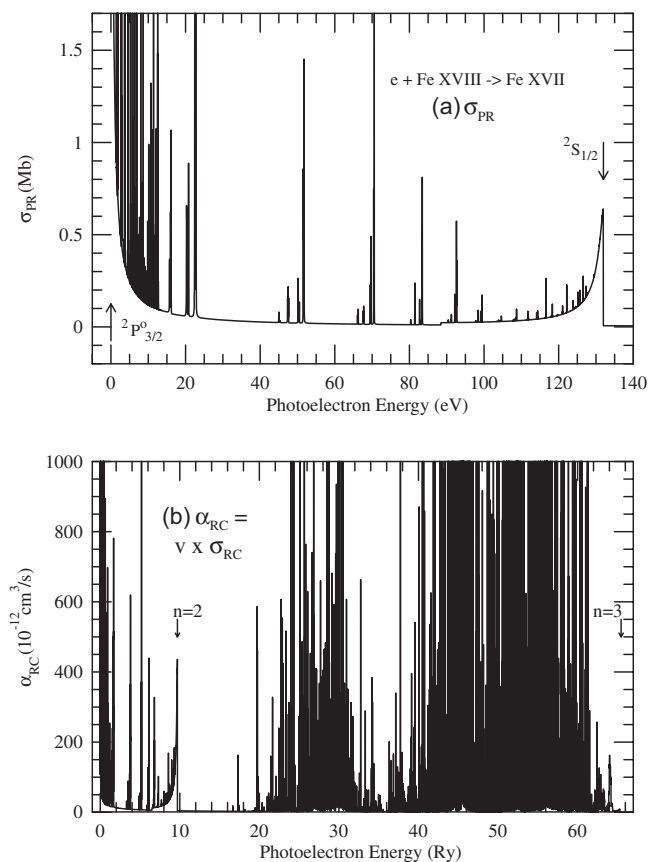 1.5
1
0.5
0
σPR(Mb)
e + Fe XVIII -> Fe XVII
(a) σPR
2S1/2
2Po3/2
0 20 40 60 80 100 120 140
Photoelectron Energy (eV)
1000
800
600
400
200
0
αRC(10-12cm3/s)
(b) αRC =
v x σRC
n=2
n=3
0 10 20 30 40 50 60
Photoelectron Energy (Ry)